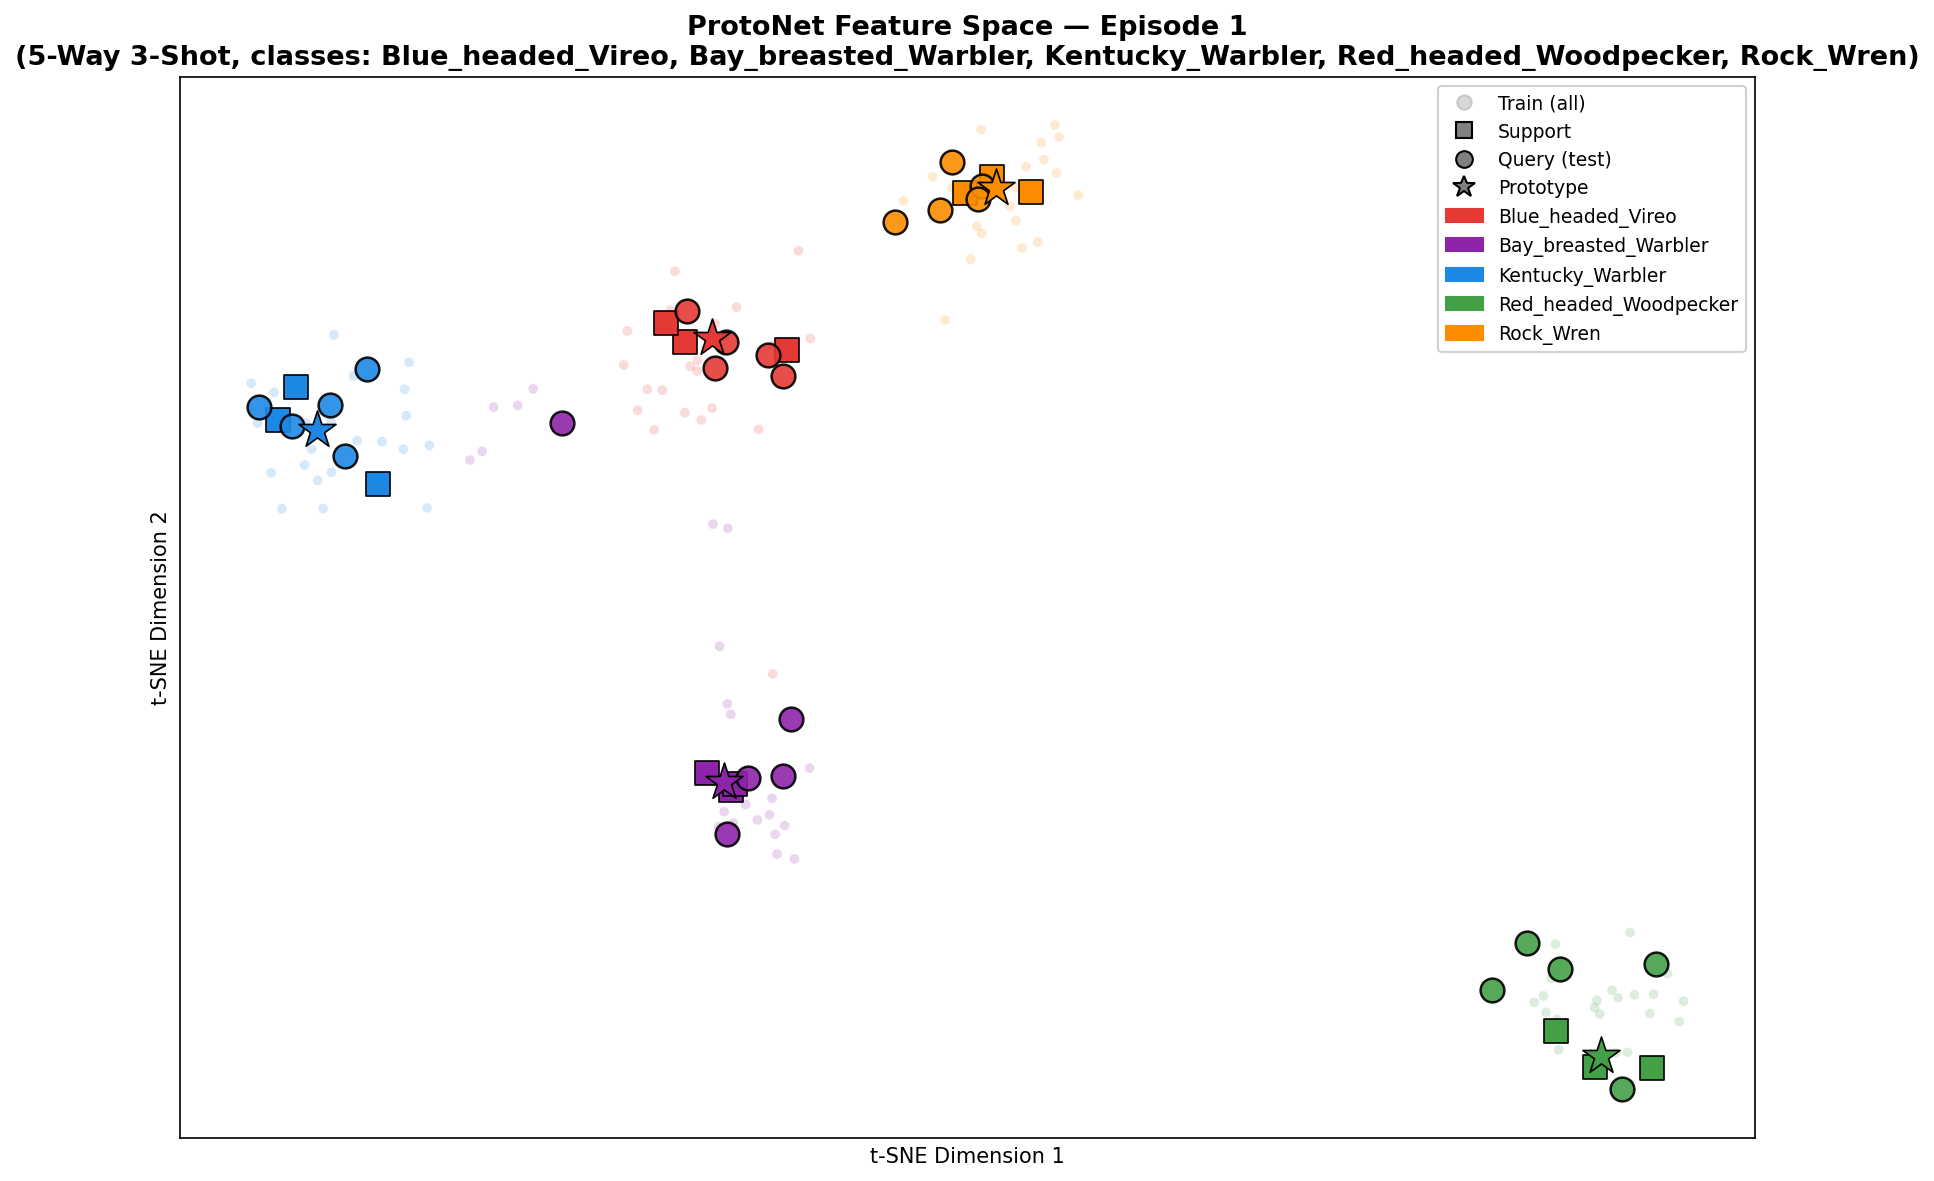 ProtoNet Feature Space — Episode 1
(5-Way 3-Shot, classes: Blue_headed_Vireo, Bay_breasted_Warbler, Kentucky_Warbler, Red_headed_Woodpecker, Rock_Wren)
Train (all)
Support
Query (test)
Prototype
Blue_headed_Vireo
Bay_breasted_Warbler
Kentucky_Warbler
Red_headed_Woodpecker
Rock_Wren
t-SNE Dimension 2
t-SNE Dimension 1